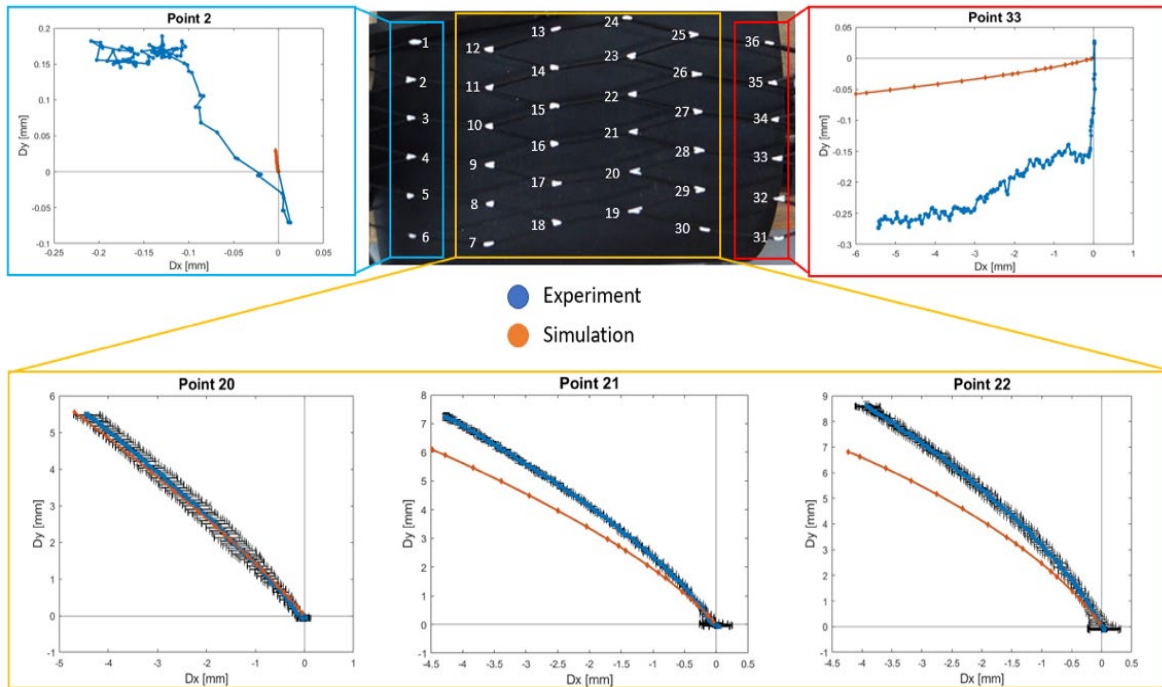 Point 2
0.2
0.15
0.1
0.05
0
-0.05
-0.1
Dy [mm]
-0.25 -0.2 -0.15 -0.1 -0.05 0 0.05
Dx [mm]
24
13 25 36
1 12 23
14 26 35
2 11 22
15 27 34
3 10 21
16 28 33
4 9 20
17 29 32
5 8 19
18 30 31
6 7
Point 33
0
-0.05
-0.1
-0.15
-0.2
-0.25
-0.3
Dy [mm]
-6 -5 -4 -3 -2 -1 0 1
Dx [mm]
Experiment
Simulation
Point 20
6
5
4
3
2
1
0
-1
Dy [mm]
-5 -4 -3 -2 -1 0 1
Dx [mm]
Point 21
8
7
6
5
4
3
2
1
0
-1
Dy [mm]
-4.5 -4 -3.5 -3 -2.5 -2 -1.5 -1 -0.5 0 0.5
Dx [mm]
Point 22
9
8
7
6
5
4
3
2
1
0
-1
Dy [mm]
-4.5 -4 -3.5 -3 -2.5 -2 -1.5 -1 -0.5 0 0.5
Dx [mm]